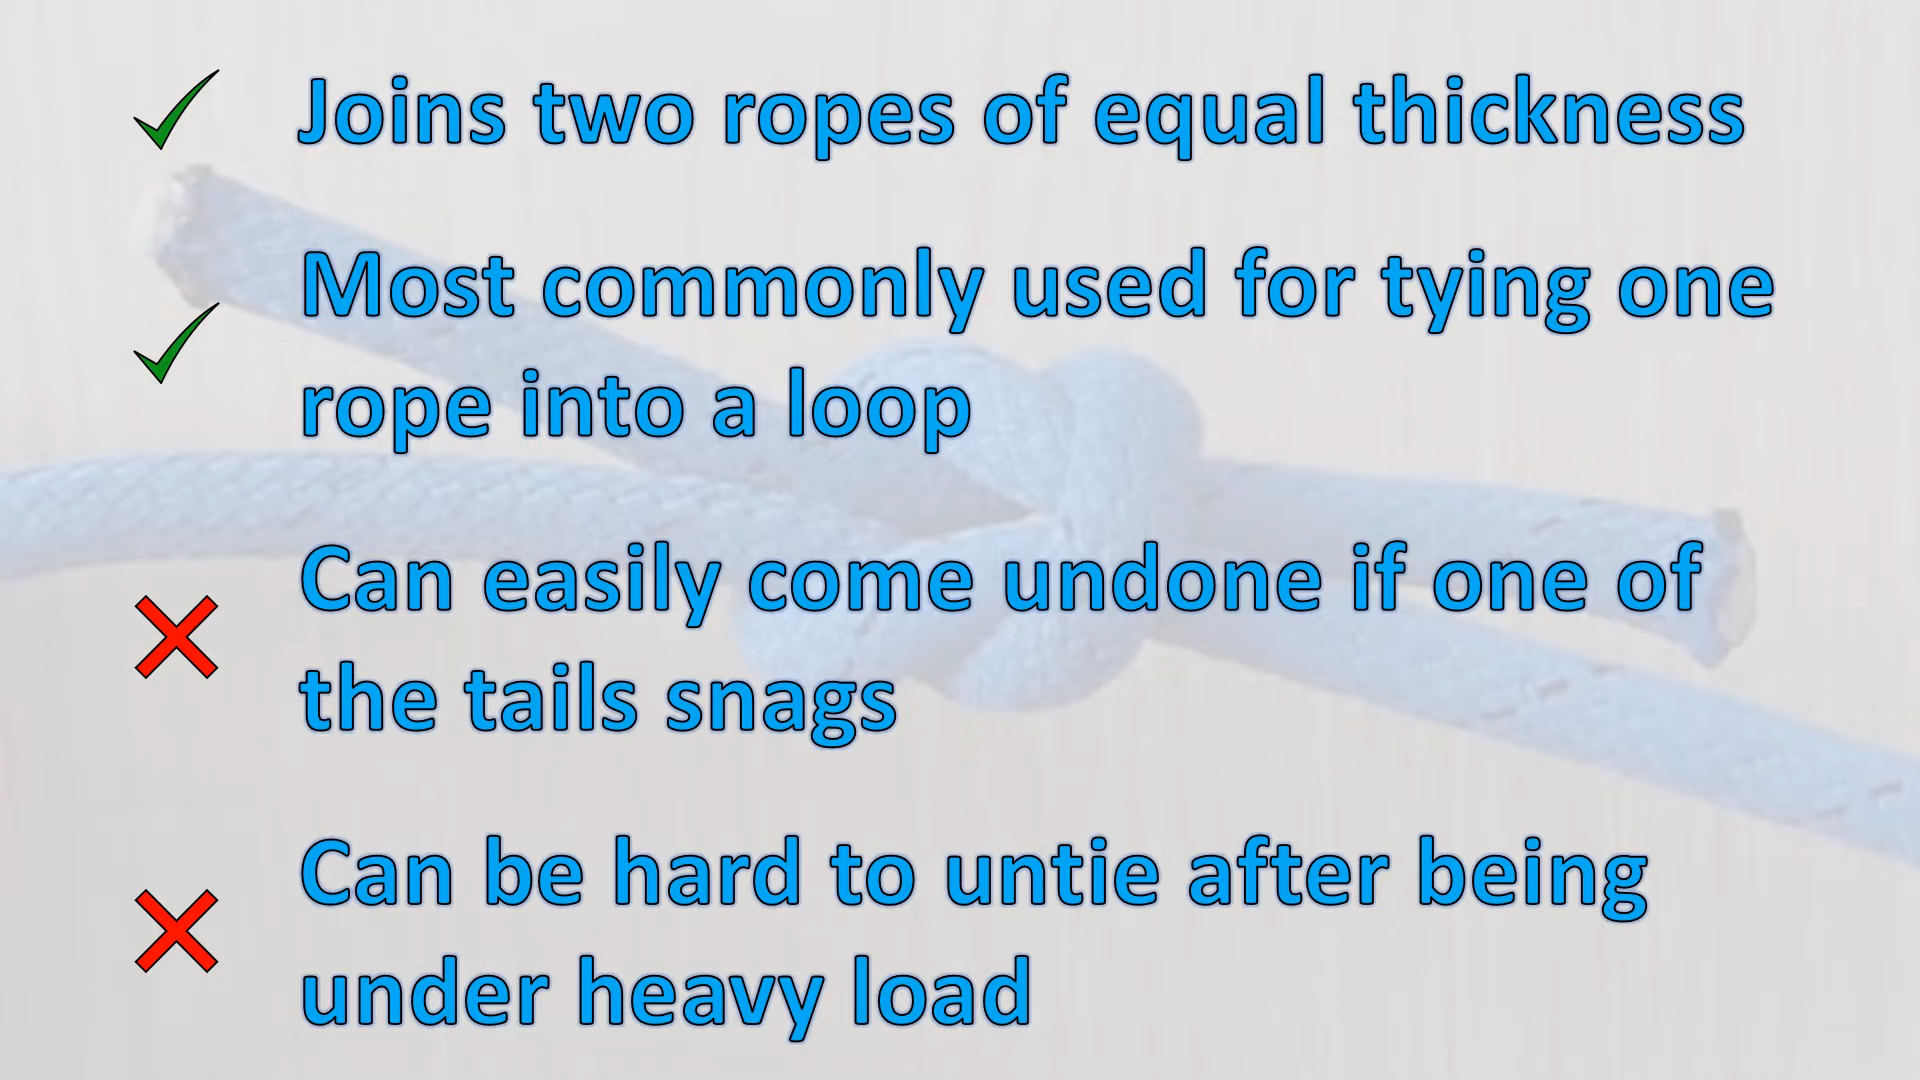 Joins two ropes of equal thickness
Most commonly used for tying one
rope into a loop
Can easily come undone if one of
the tails snags
Can be hard to untie after being
under heavy load